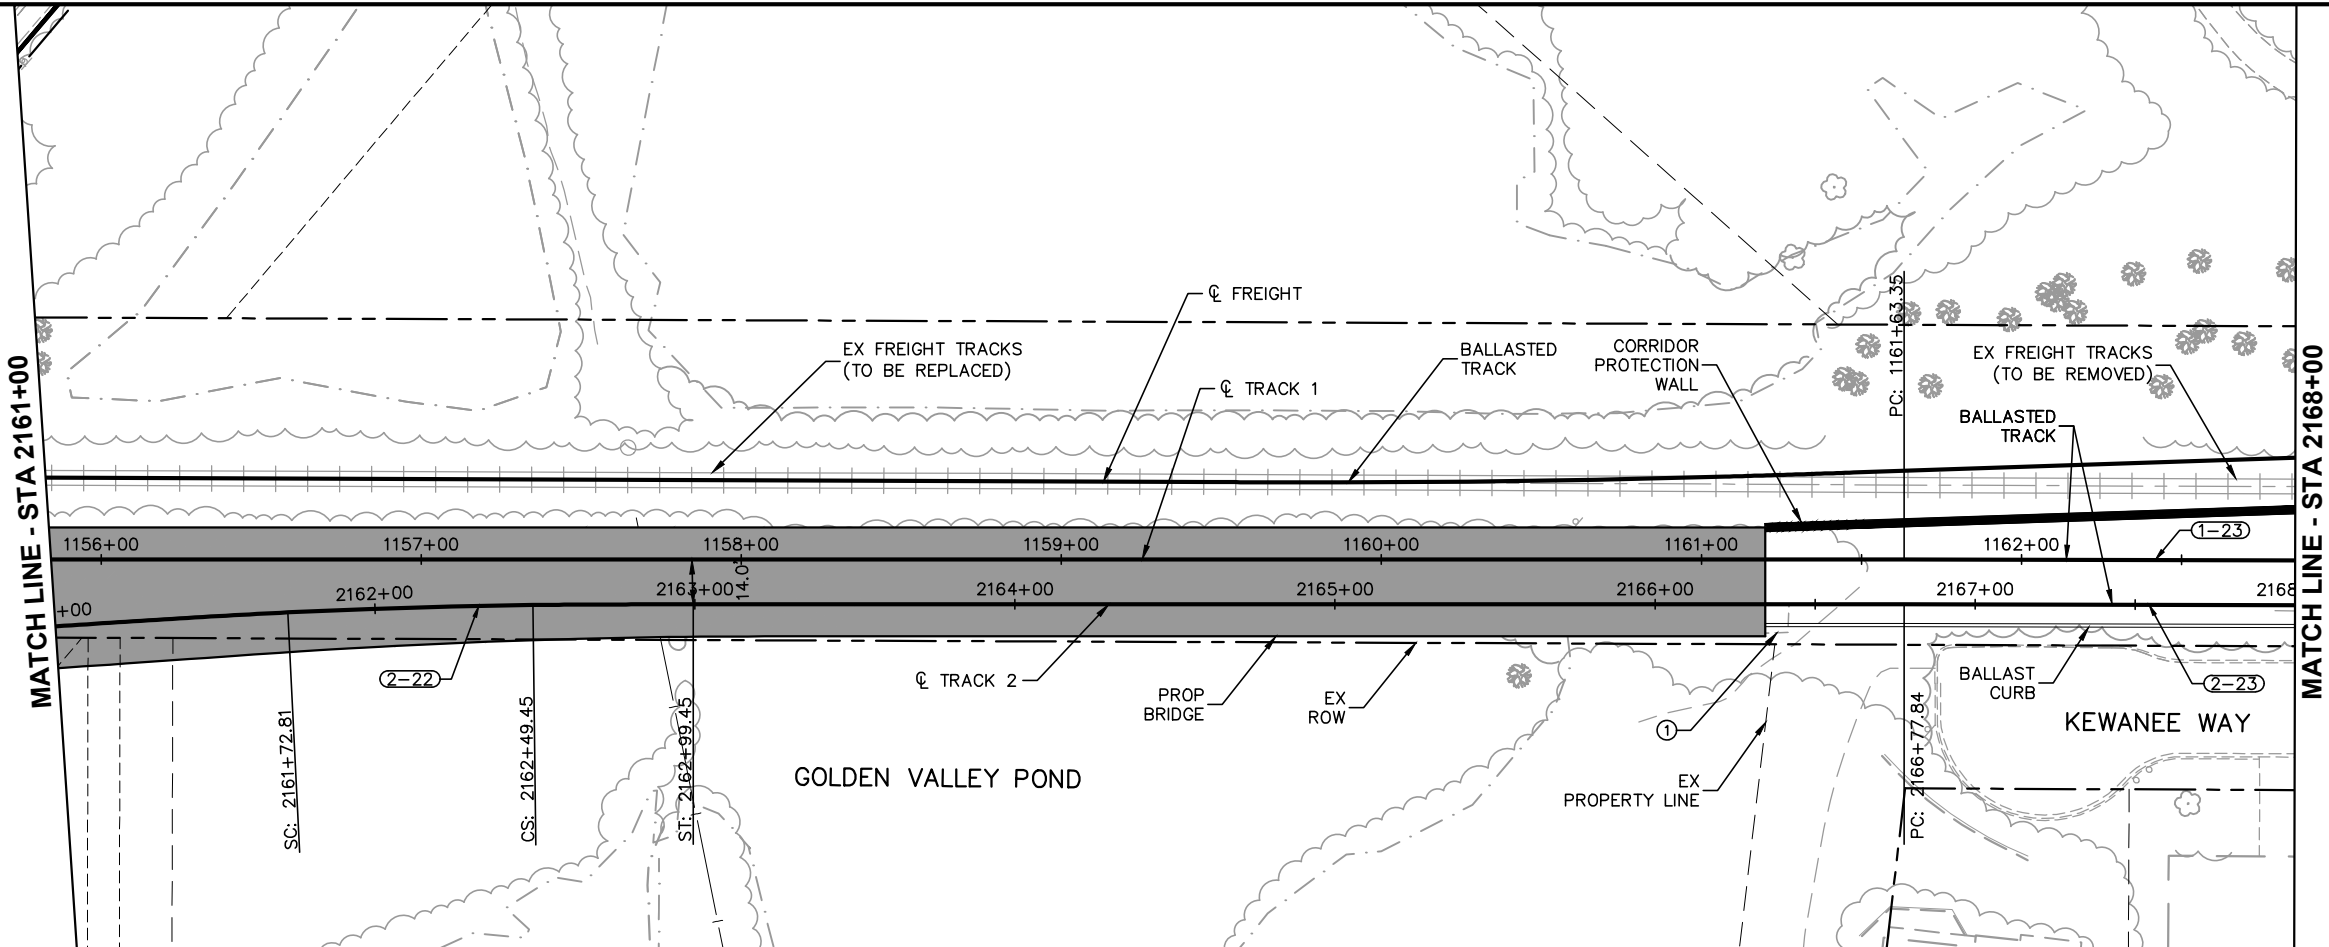 MATCH LINE - STA 2161+00
℄ FREIGHT
EX FREIGHT TRACKS
(TO BE REPLACED)
℄ TRACK 1
BALLASTED
TRACK
CORRIDOR
PROTECTION
WALL
PC: 1161+63.35
EX FREIGHT TRACKS
(TO BE REMOVED)
BALLASTED
TRACK
1156+00
1157+00
1158+00
1159+00
1160+00
1161+00
1162+00
1-23
14.0'
+00
2162+00
2163+00
2164+00
2165+00
2166+00
2167+00
2168
2-22
SC: 2161+72.81
CS: 2162+49.45
ST: 2162+99.45
℄ TRACK 2
PROP
BRIDGE
EX
ROW
1
EX
PROPERTY LINE
BALLAST
CURB
2-23
PC: 2166+77.84
KEWANEE WAY
GOLDEN VALLEY POND
MATCH LINE - STA 2168+00